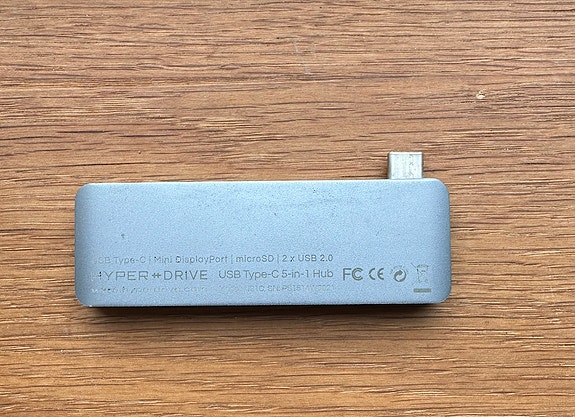 USB Type-C | Mini DisplayPort | microSD | 2 x USB 2.0
HYPER DRIVE USB Type-C 5-in-1 Hub FC CE